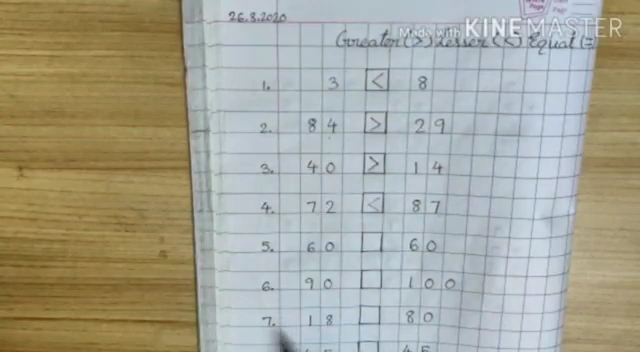 26.8.2020
Made with KINEMASTER
Greater (>) Lesser (<) Equal (=
1. 3 < 8
2. 84 > 29
3. 40 > 14
4. 72 < 87
5. 60 □ 60
6. 90 □ 100
7. 18 □ 80
45